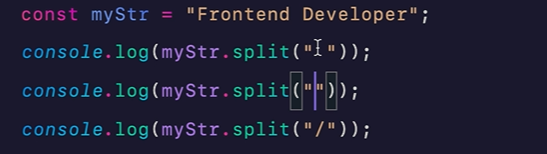 const myStr = "Frontend Developer";
console.log(myStr.split(" "));
console.log(myStr.split(""));
console.log(myStr.split("/"));